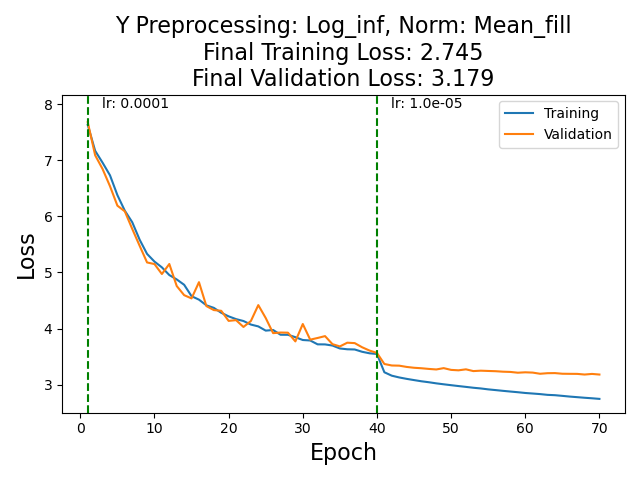 Y Preprocessing: Log_inf, Norm: Mean_fill
Final Training Loss: 2.745
Final Validation Loss: 3.179
lr: 0.0001
lr: 1.0e-05
Training
Validation
8
7
6
5
4
3
Loss
0 10 20 30 40 50 60 70
Epoch